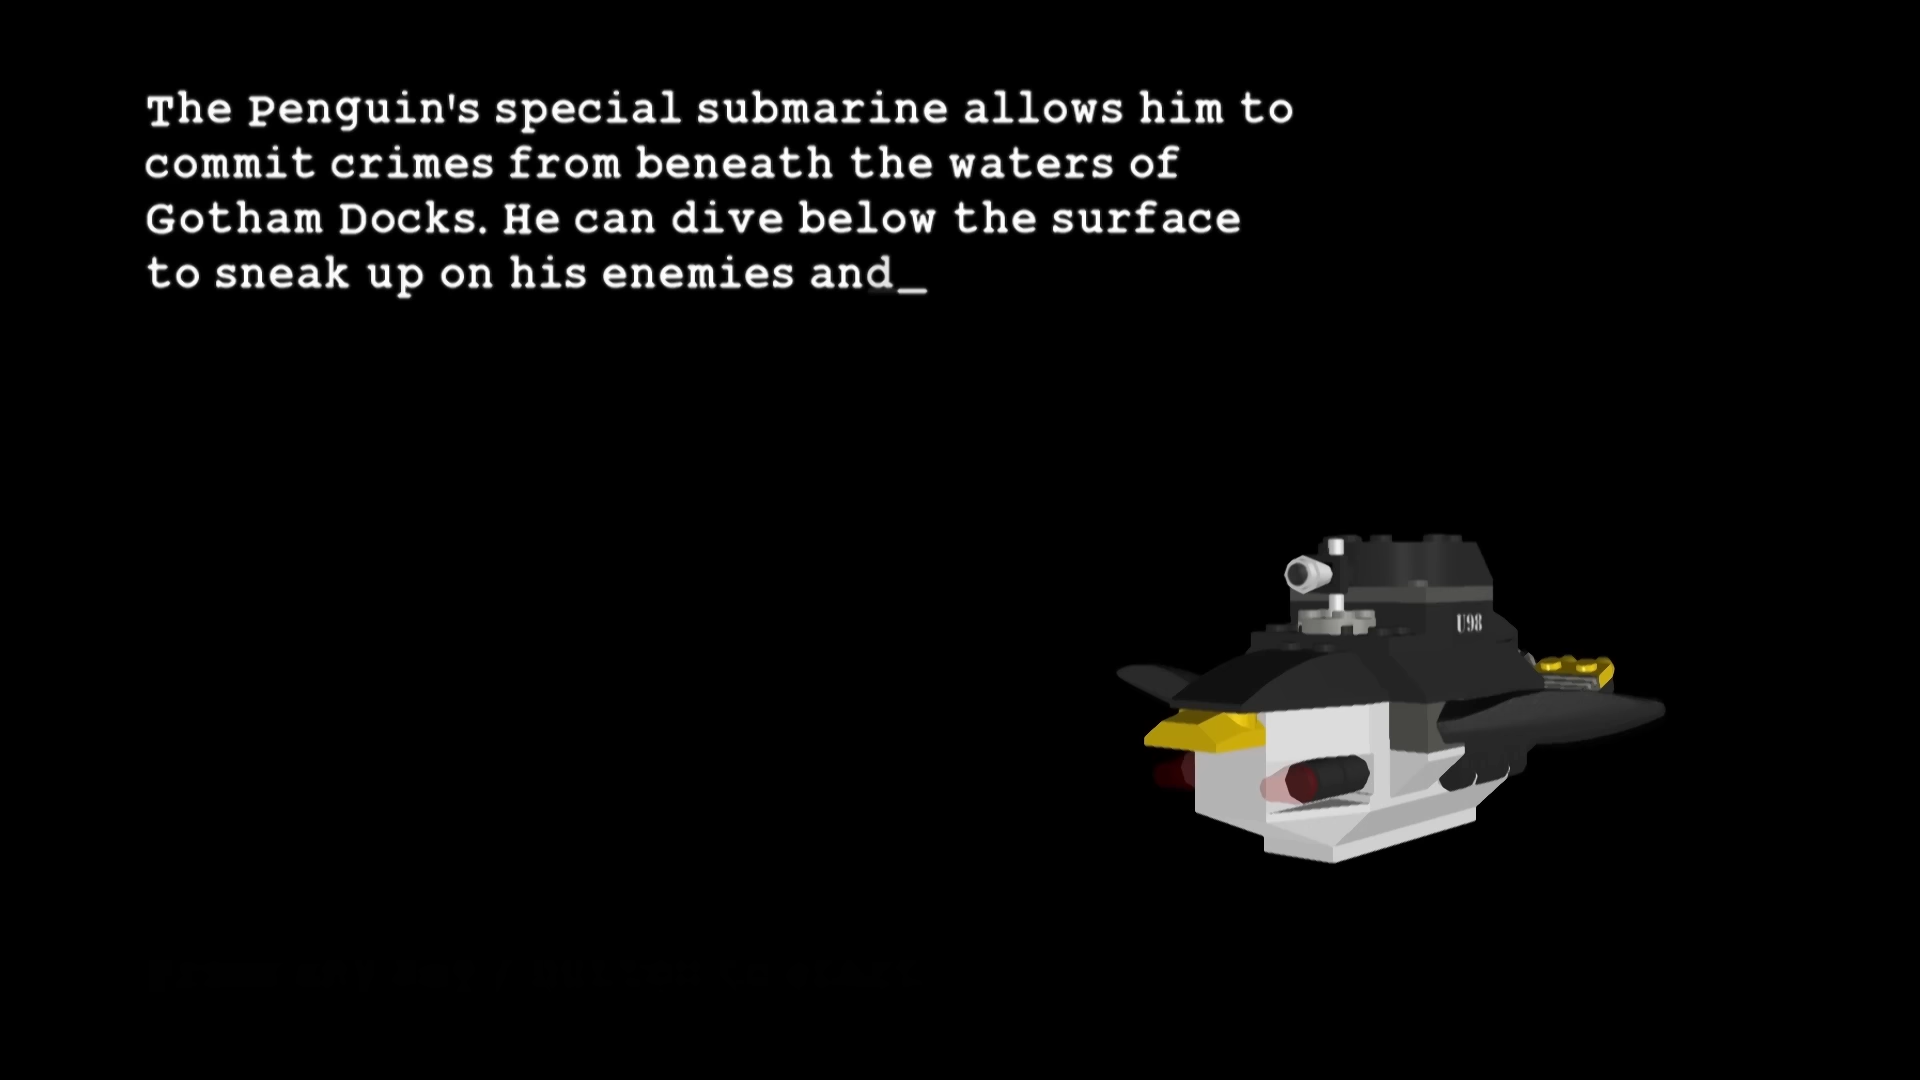 The Penguin's special submarine allows him to
commit crimes from beneath the waters of
Gotham Docks. He can dive below the surface
to sneak up on his enemies and_
U98